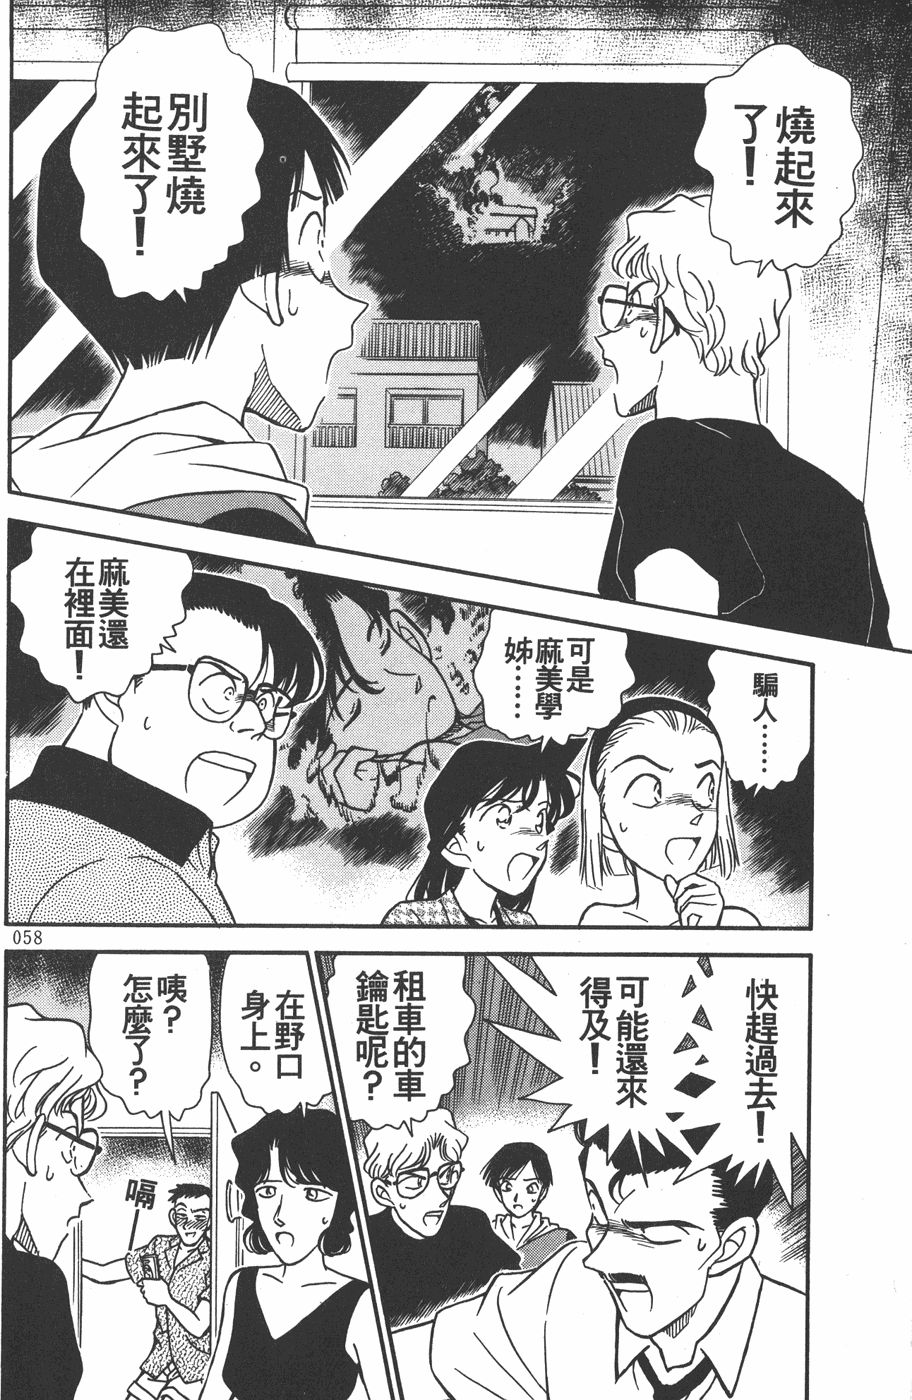 燒起來
了！
別墅燒
起來了！
騙人……
可是
麻美學
姊……
麻美還
在裡面！
058
快趕過去！
可能還來
得及！
租車的車
鑰匙呢？
在野口
身上。
咦？
怎麼了？
嗝